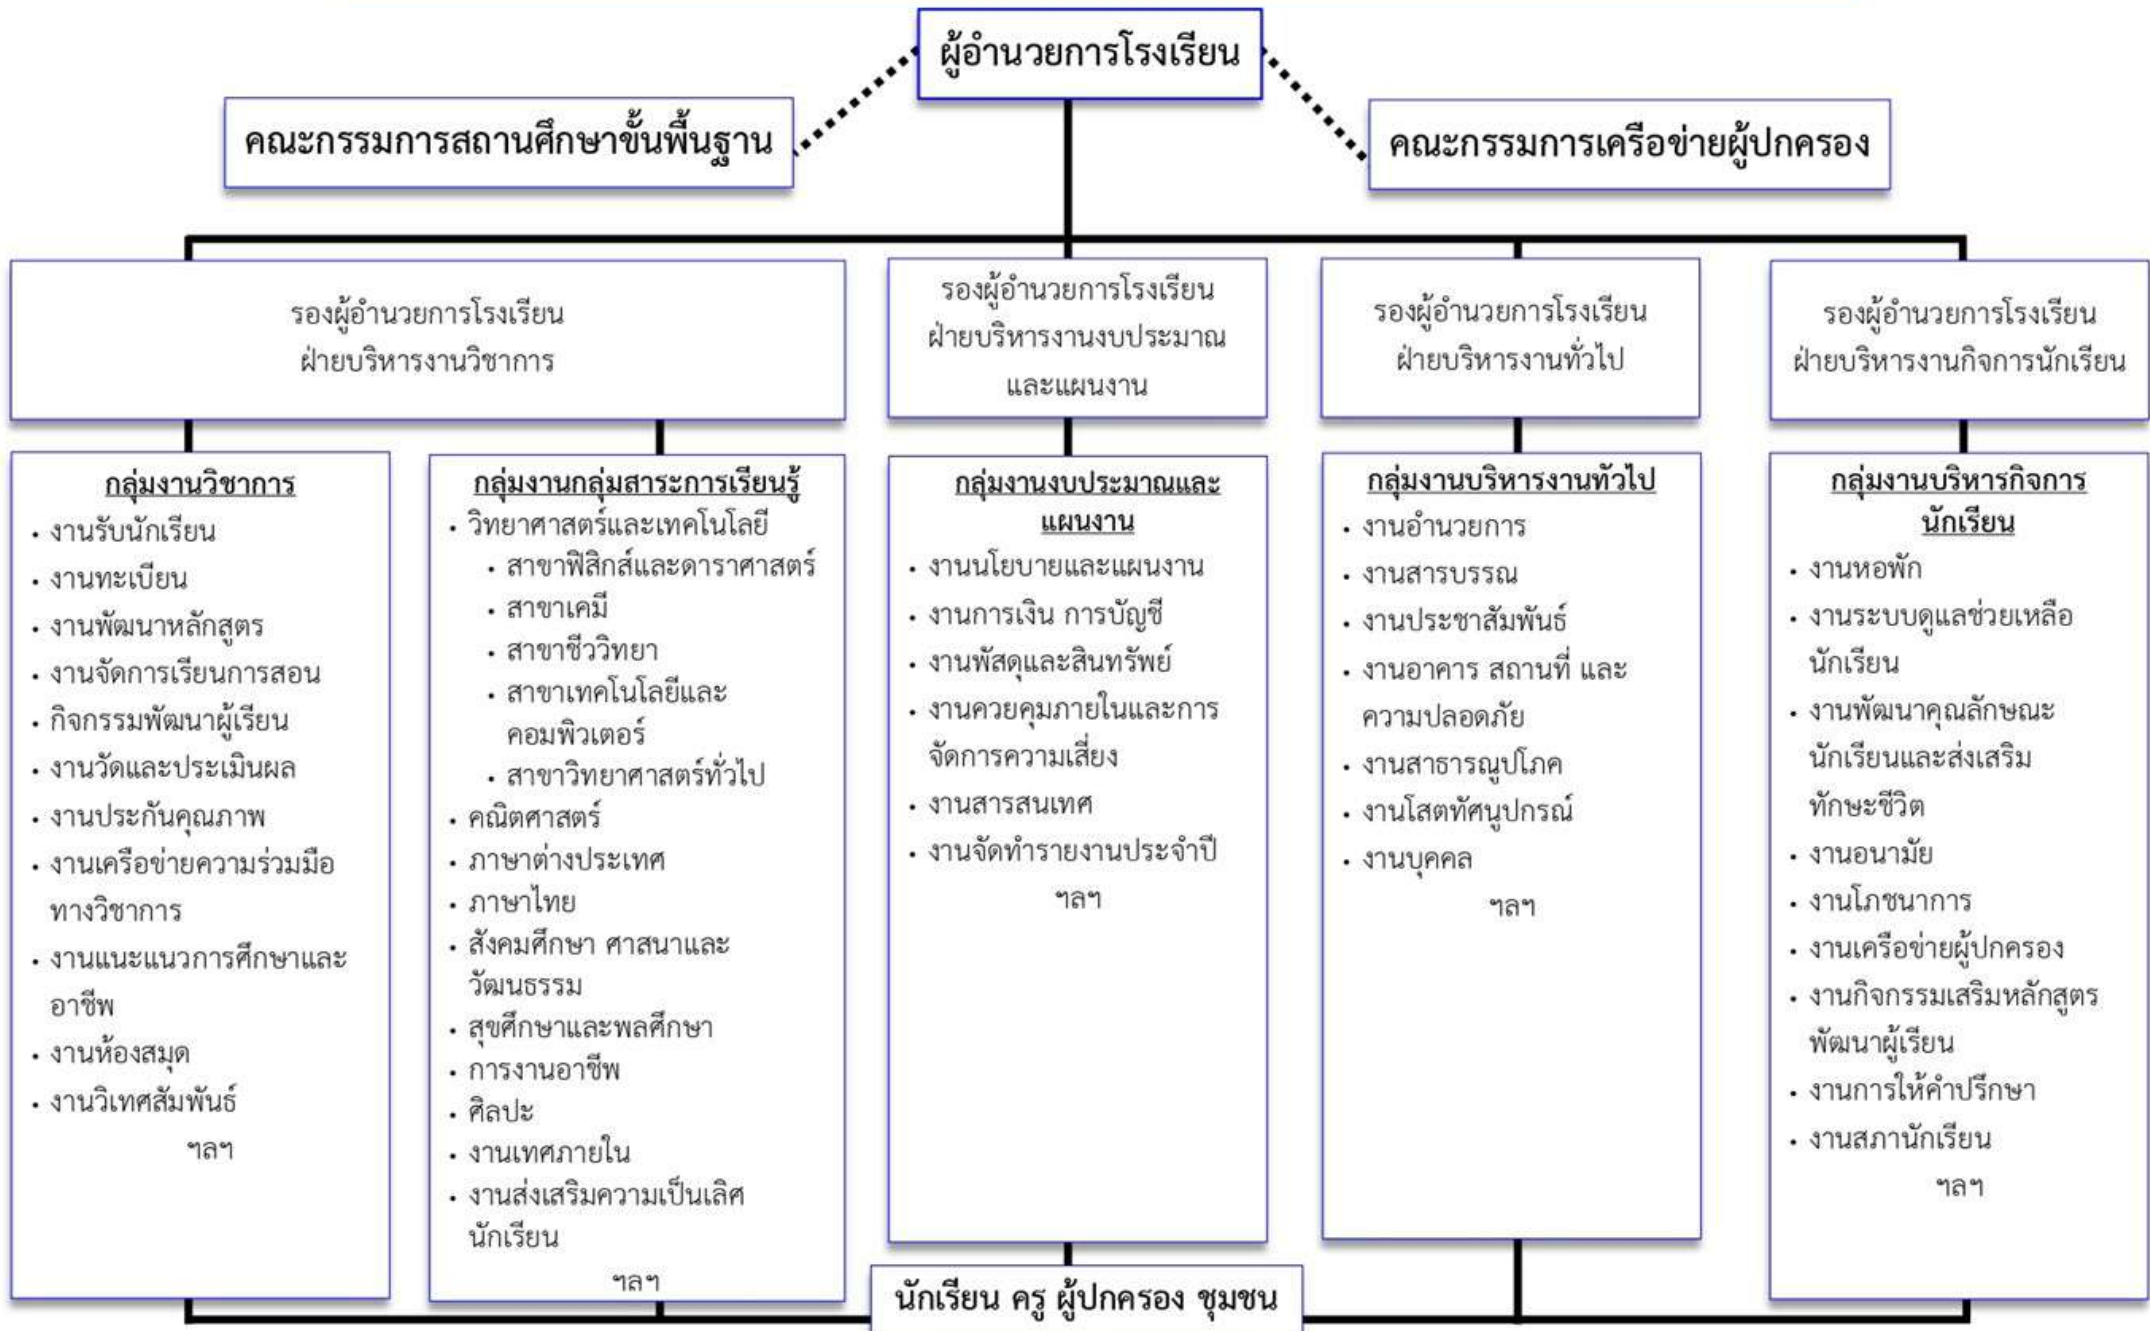 ผู้อำนวยการโรงเรียน
คณะกรรมการสถานศึกษาขั้นพื้นฐาน
คณะกรรมการเครือข่ายผู้ปกครอง
รองผู้อำนวยการโรงเรียน
ฝ่ายบริหารงานวิชาการ
รองผู้อำนวยการโรงเรียน
ฝ่ายบริหารงานงบประมาณ
และแผนงาน
รองผู้อำนวยการโรงเรียน
ฝ่ายบริหารงานทั่วไป
รองผู้อำนวยการโรงเรียน
ฝ่ายบริหารงานกิจการนักเรียน
กลุ่มงานวิชาการ
• งานรับนักเรียน
• งานทะเบียน
• งานพัฒนาหลักสูตร
• งานจัดการเรียนการสอน
• กิจกรรมพัฒนาผู้เรียน
• งานวัดและประเมินผล
• งานประกันคุณภาพ
• งานเครือข่ายความร่วมมือ
ทางวิชาการ
• งานแนะแนวการศึกษาและ
อาชีพ
• งานห้องสมุด
• งานวิเทศสัมพันธ์
ฯลฯ
กลุ่มงานกลุ่มสาระการเรียนรู้
• วิทยาศาสตร์และเทคโนโลยี
• สาขาฟิสิกส์และดาราศาสตร์
• สาขาเคมี
• สาขาชีววิทยา
• สาขาเทคโนโลยีและ
คอมพิวเตอร์
• สาขาวิทยาศาสตร์ทั่วไป
• คณิตศาสตร์
• ภาษาต่างประเทศ
• ภาษาไทย
• สังคมศึกษา ศาสนาและ
วัฒนธรรม
• สุขศึกษาและพลศึกษา
• การงานอาชีพ
• ศิลปะ
• งานเทศภายใน
• งานส่งเสริมความเป็นเลิศ
นักเรียน
ฯลฯ
กลุ่มงานงบประมาณและ
แผนงาน
• งานนโยบายและแผนงาน
• งานการเงิน การบัญชี
• งานพัสดุและสินทรัพย์
• งานควยคุมภายในและการ
จัดการความเสี่ยง
• งานสารสนเทศ
• งานจัดทำรายงานประจำปี
ฯลฯ
กลุ่มงานบริหารงานทั่วไป
• งานอำนวยการ
• งานสารบรรณ
• งานประชาสัมพันธ์
• งานอาคาร สถานที่ และ
ความปลอดภัย
• งานสาธารณูปโภค
• งานโสตทัศนูปกรณ์
• งานบุคคล
ฯลฯ
กลุ่มงานบริหารกิจการ
นักเรียน
• งานหอพัก
• งานระบบดูแลช่วยเหลือ
นักเรียน
• งานพัฒนาคุณลักษณะ
นักเรียนและส่งเสริม
ทักษะชีวิต
• งานอนามัย
• งานโภชนาการ
• งานเครือข่ายผู้ปกครอง
• งานกิจกรรมเสริมหลักสูตร
พัฒนาผู้เรียน
• งานการให้คำปรึกษา
• งานสภานักเรียน
ฯลฯ
นักเรียน ครู ผู้ปกครอง ชุมชน